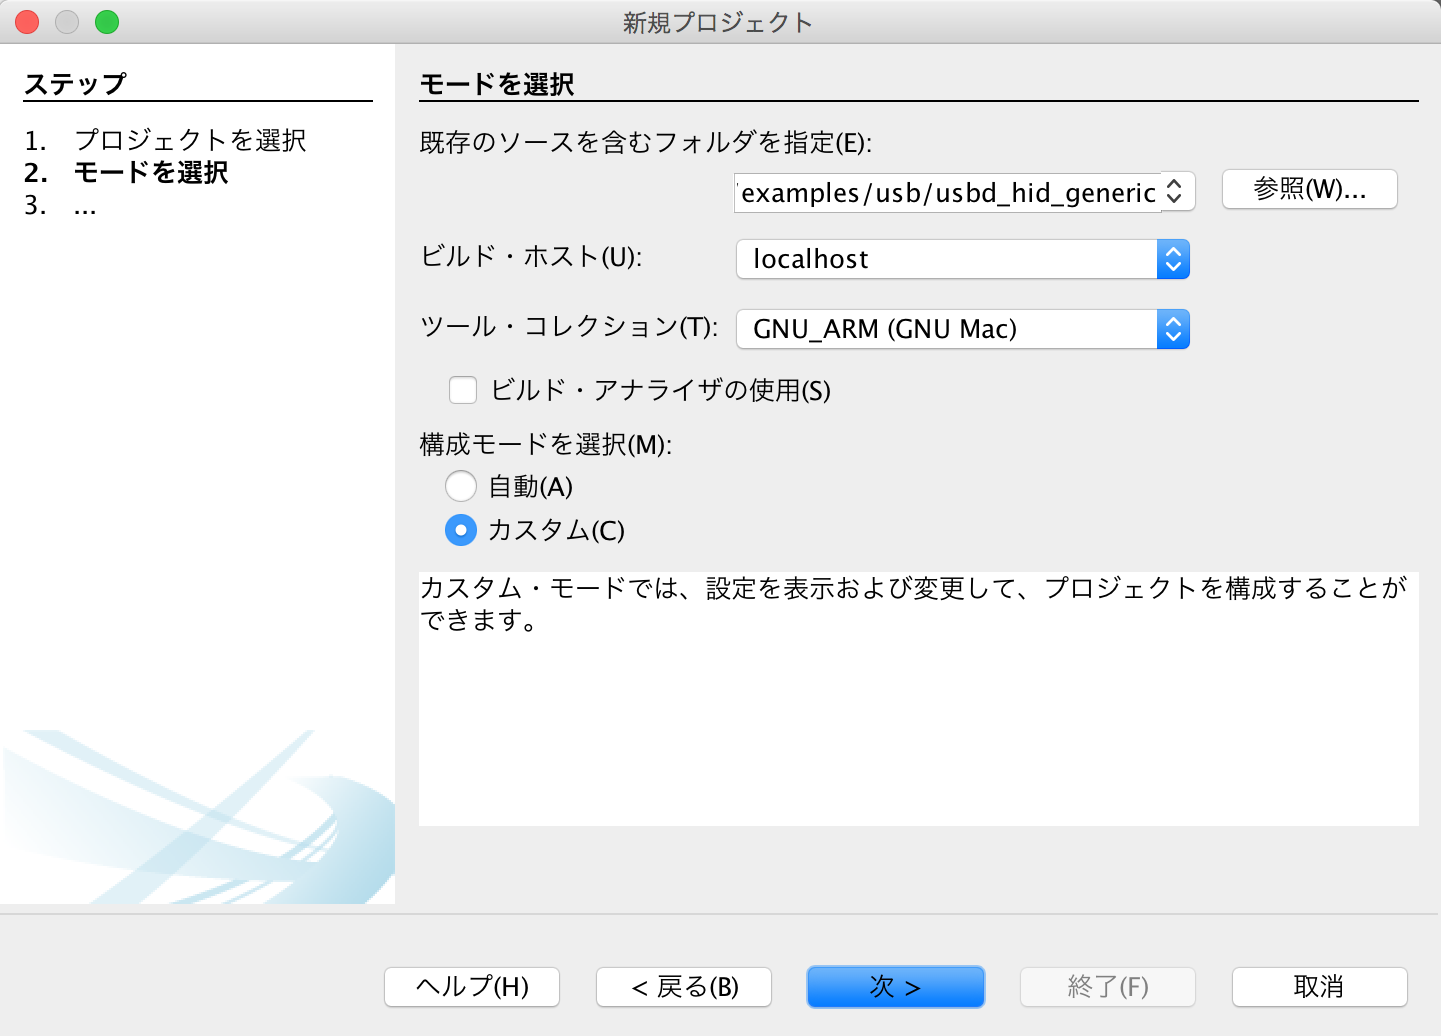 新規プロジェクト
ステップ
1. プロジェクトを選択
2. モードを選択
3. ...
モードを選択
既存のソースを含むフォルダを指定(E):
examples/usb/usbd_hid_generic
参照(W)...
ビルド・ホスト(U):
localhost
ツール・コレクション(T):
GNU_ARM (GNU Mac)
ビルド・アナライザの使用(S)
構成モードを選択(M):
自動(A)
カスタム(C)
カスタム・モードでは、設定を表示および変更して、プロジェクトを構成することが
できます。
ヘルプ(H)
< 戻る(B)
次 >
終了(F)
取消